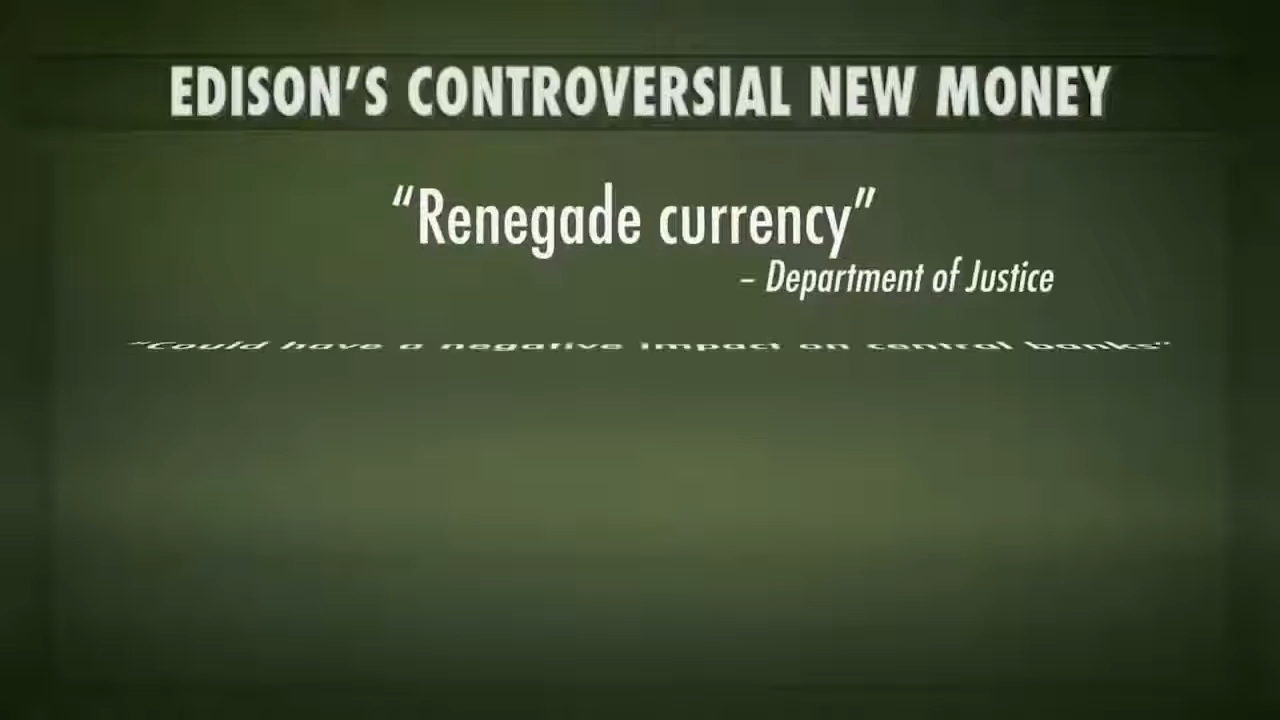 EDISON’S CONTROVERSIAL NEW MONEY
“Renegade currency”
– Department of Justice
“Could have a negative impact on central banks”